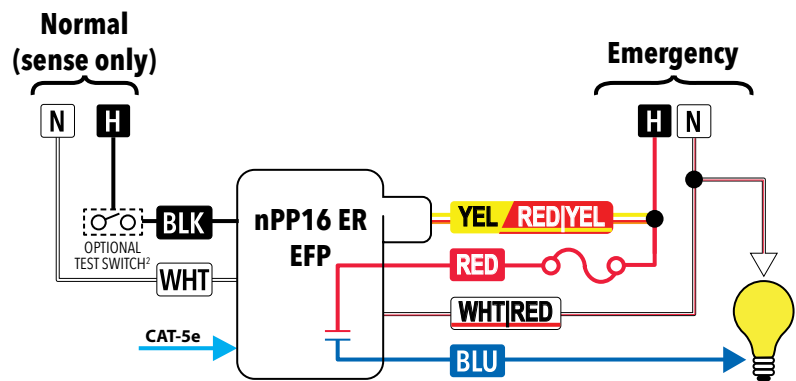 Normal
(sense only)
Emergency
N
H
H
N
BLK
OPTIONAL
TEST SWITCH²
WHT
nPP16 ER
EFP
YEL RED|YEL
RED
WHT|RED
CAT-5e
BLU